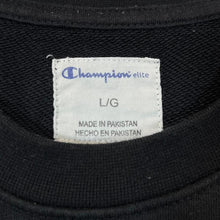 Champion elite
L/G
MADE IN PAKISTAN
HECHO EN PAKISTAN